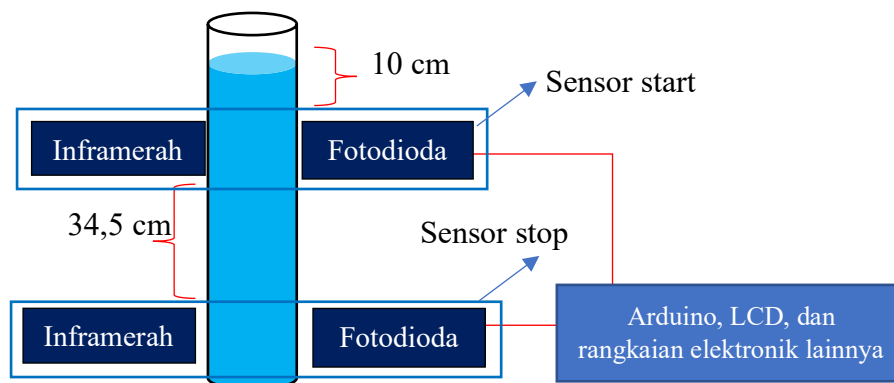 10 cm
Sensor start
Inframerah
Fotodioda
34,5 cm
Sensor stop
Inframerah
Fotodioda
Arduino, LCD, dan
rangkaian elektronik lainnya